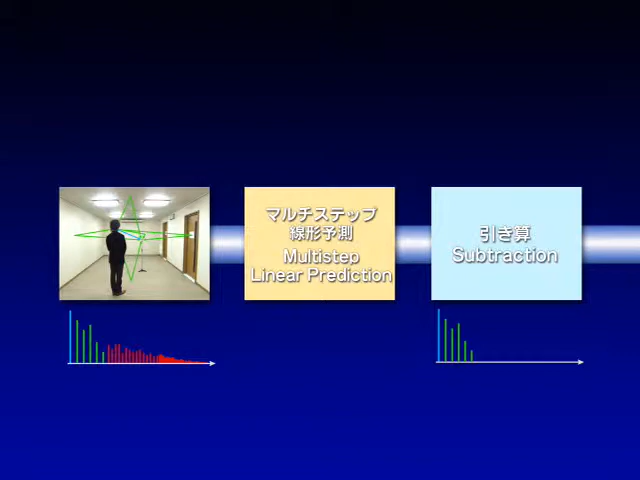 マルチステップ
線形予測
Multistep
Linear Prediction
引き算
Subtraction